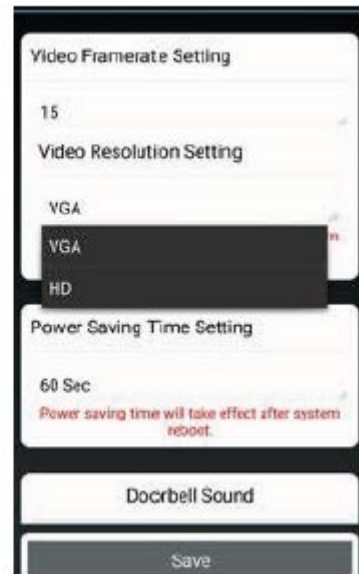 Video Framerate Setting
15
Video Resolution Setting
VGA
VGA
HD
Power Saving Time Setting
60 Sec
Power saving time will take effect after system
reboot.
Doorbell Sound
Save